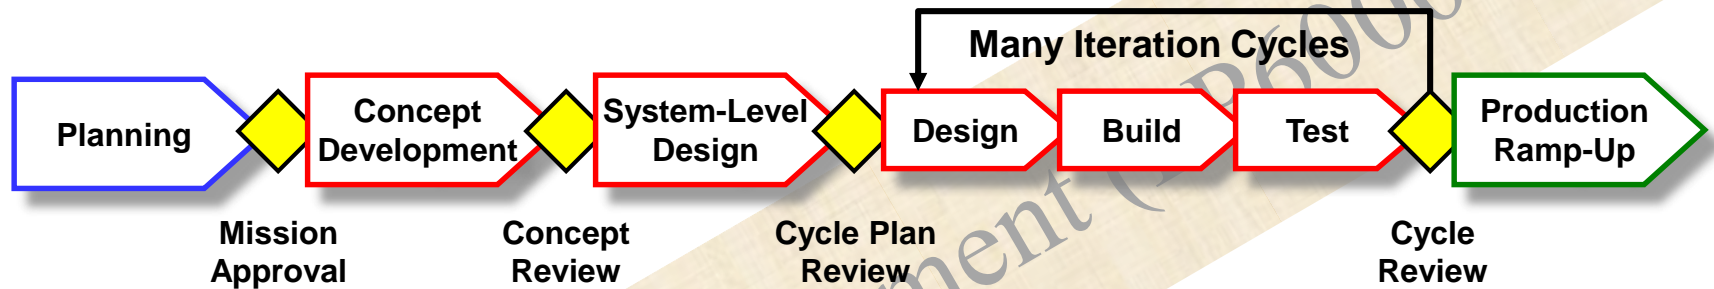 Many Iteration Cycles
Planning
Concept
Development
System-Level
Design
Design
Build
Test
Production
Ramp-Up
Mission
Approval
Concept
Review
Cycle Plan
Review
Cycle
Review